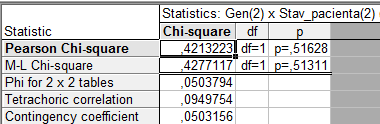 Statistics: Gen(2) x Stav_pacienta(2)
Statistic Chi-square df p
Pearson Chi-square ,4213223 df=1 p=,51628
M-L Chi-square ,4277117 df=1 p=,51311
Phi for 2 x 2 tables ,0503794
Tetrachoric correlation ,0949754
Contingency coefficient ,0503156